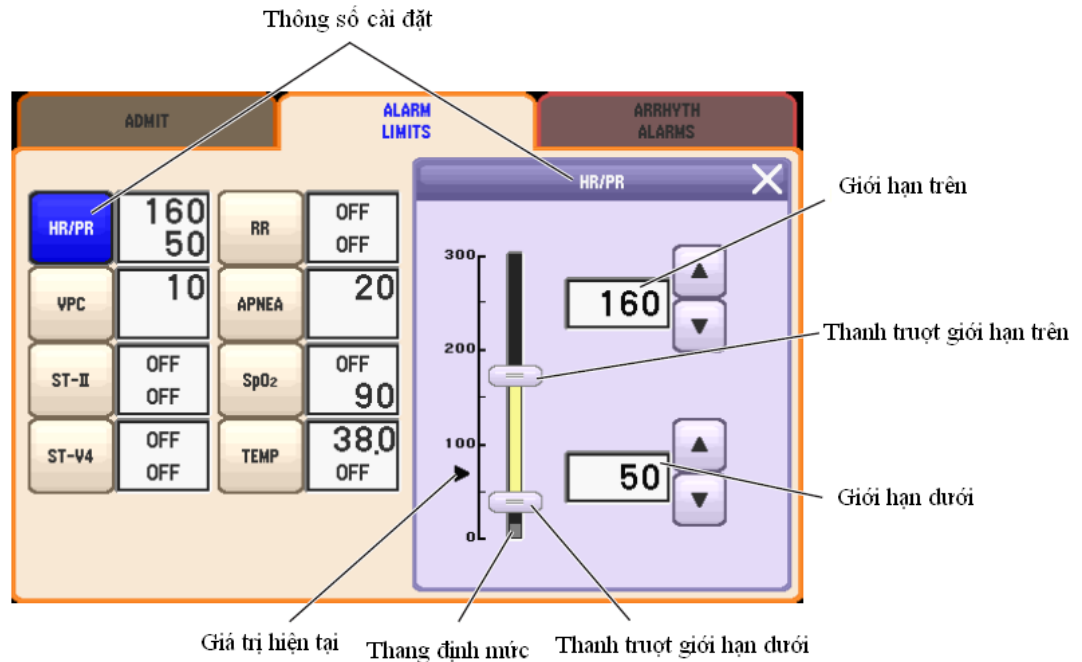 Thông số cài đặt
ADMIT
ALARM
LIMITS
ARRHYTH
ALARMS
HR/PR
160
50
RR
OFF
OFF
VPC
10
APNEA
20
ST-II
OFF
OFF
SpO₂
OFF
90
ST-V4
OFF
OFF
TEMP
38.0
OFF
HR/PR
300
200
100
0
160
50
Giới hạn trên
Thanh trượt giới hạn trên
Giới hạn dưới
Giá trị hiện tại
Thang định mức
Thanh trượt giới hạn dưới